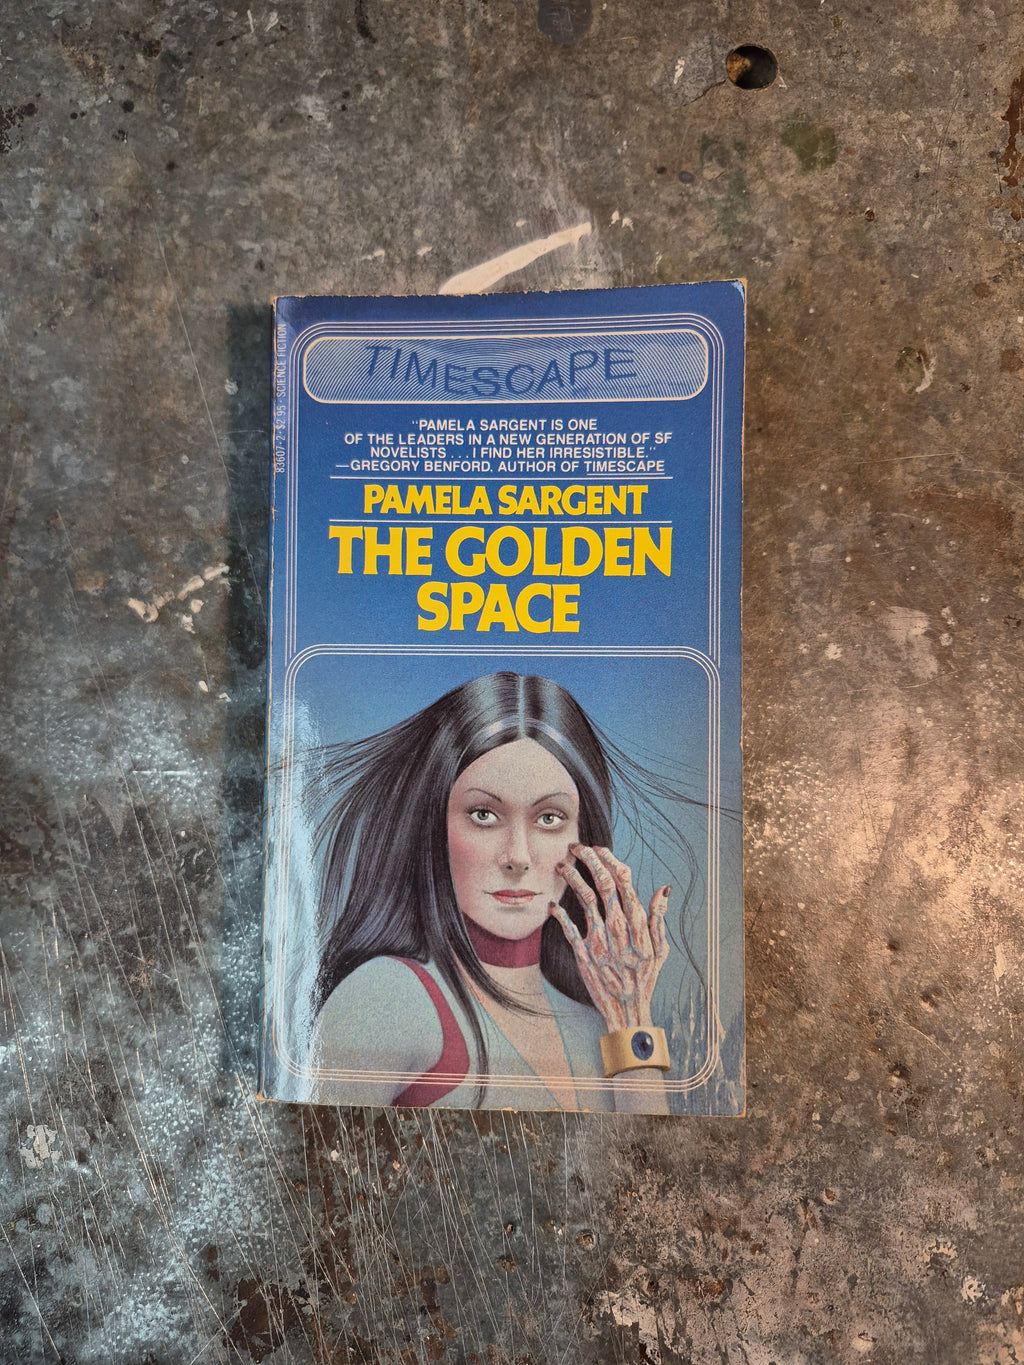 TIMESCAPE
"PAMELA SARGENT IS ONE
OF THE LEADERS IN A NEW GENERATION OF SF
NOVELISTS . . . I FIND HER IRRESISTIBLE."
—GREGORY BENFORD, AUTHOR OF TIMESCAPE
PAMELA SARGENT
THE GOLDEN
SPACE
83607-2 · $2.95 · SCIENCE FICTION